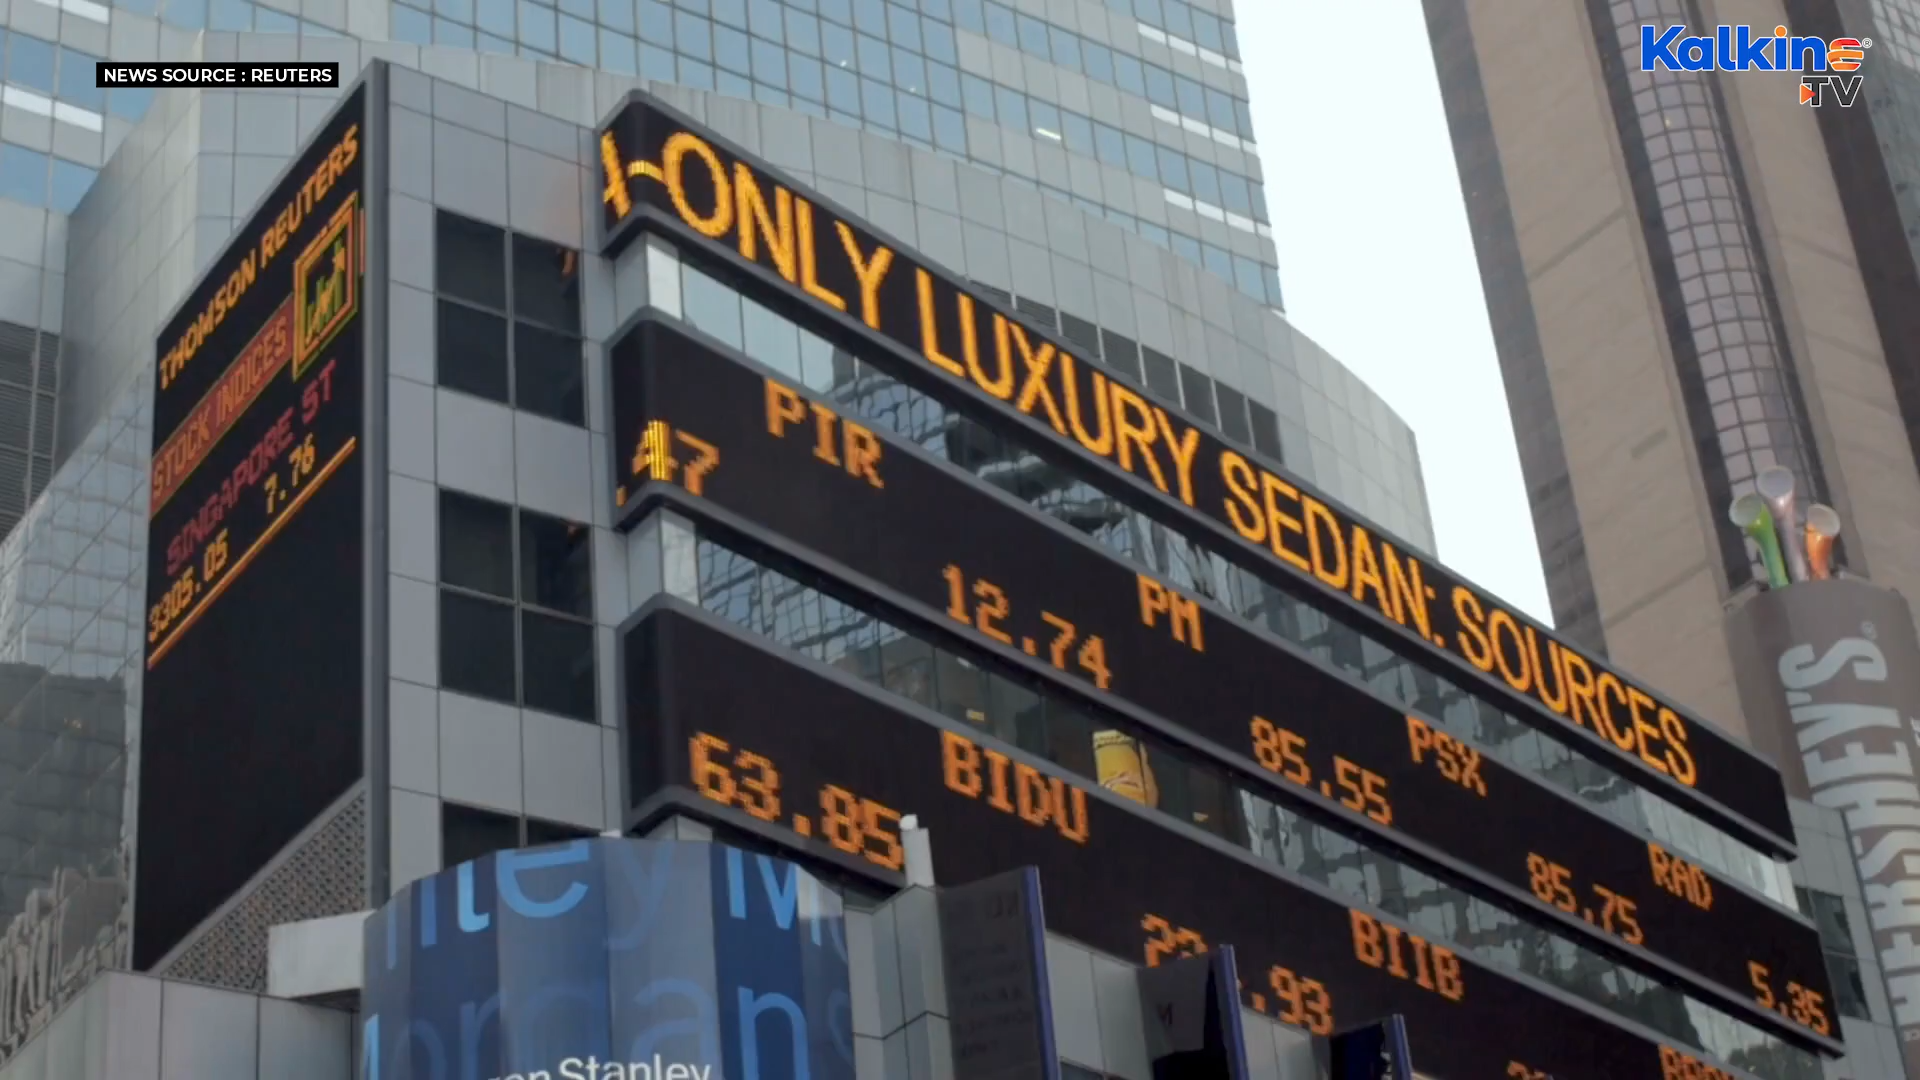 NEWS SOURCE : REUTERS
Kalkine
TV
THOMSON REUTERS
STOCK INDICES
SINGAPORE ST
3305.05 7.76
-ONLY LUXURY SEDAN: SOURCES
.47 PIR 12.74 PM 85.55 PSX 85.75 RAD 5.35
63.85 BIDU .93 BIIB
HERSHEY'S
Stanley